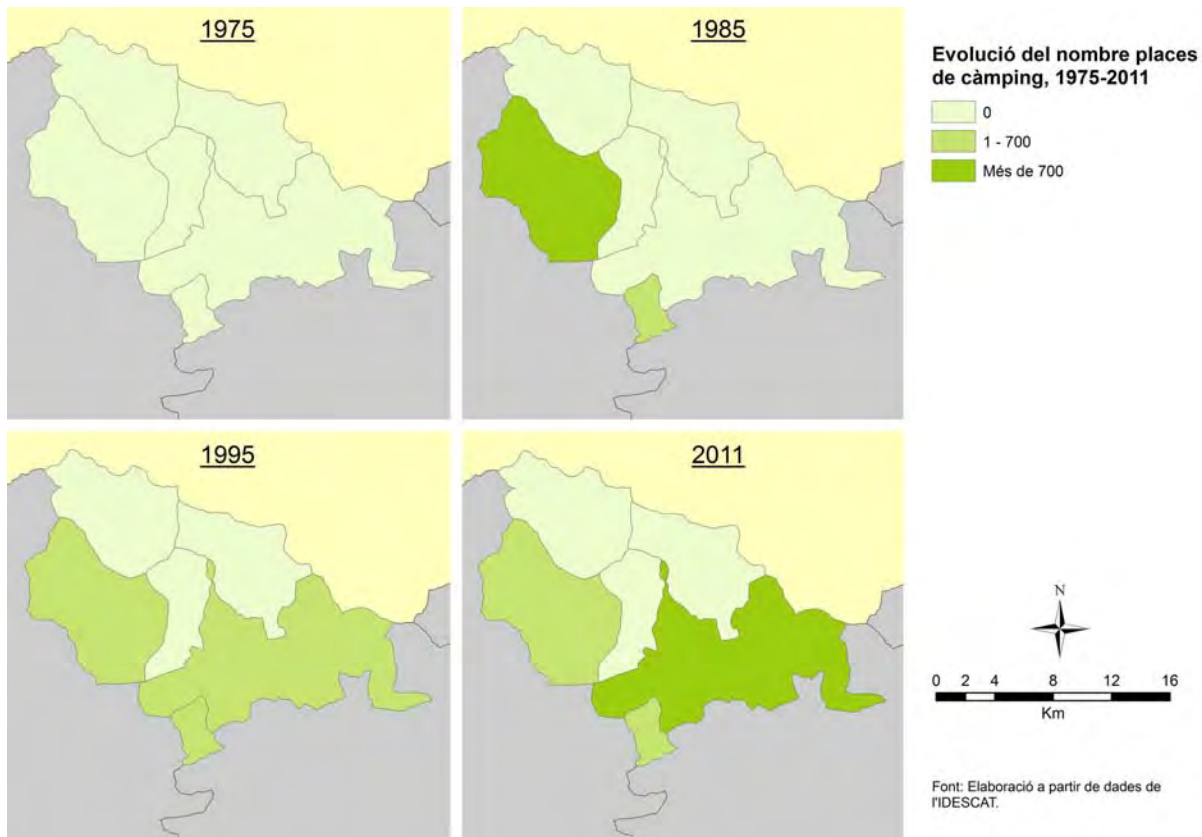 1975
1985
Evolució del nombre places
de càmping, 1975-2011
0
1 - 700
Més de 700
1995
2011
N
0 2 4 8 12 16
Km
Font: Elaboració a partir de dades de
l'IDESCAT.